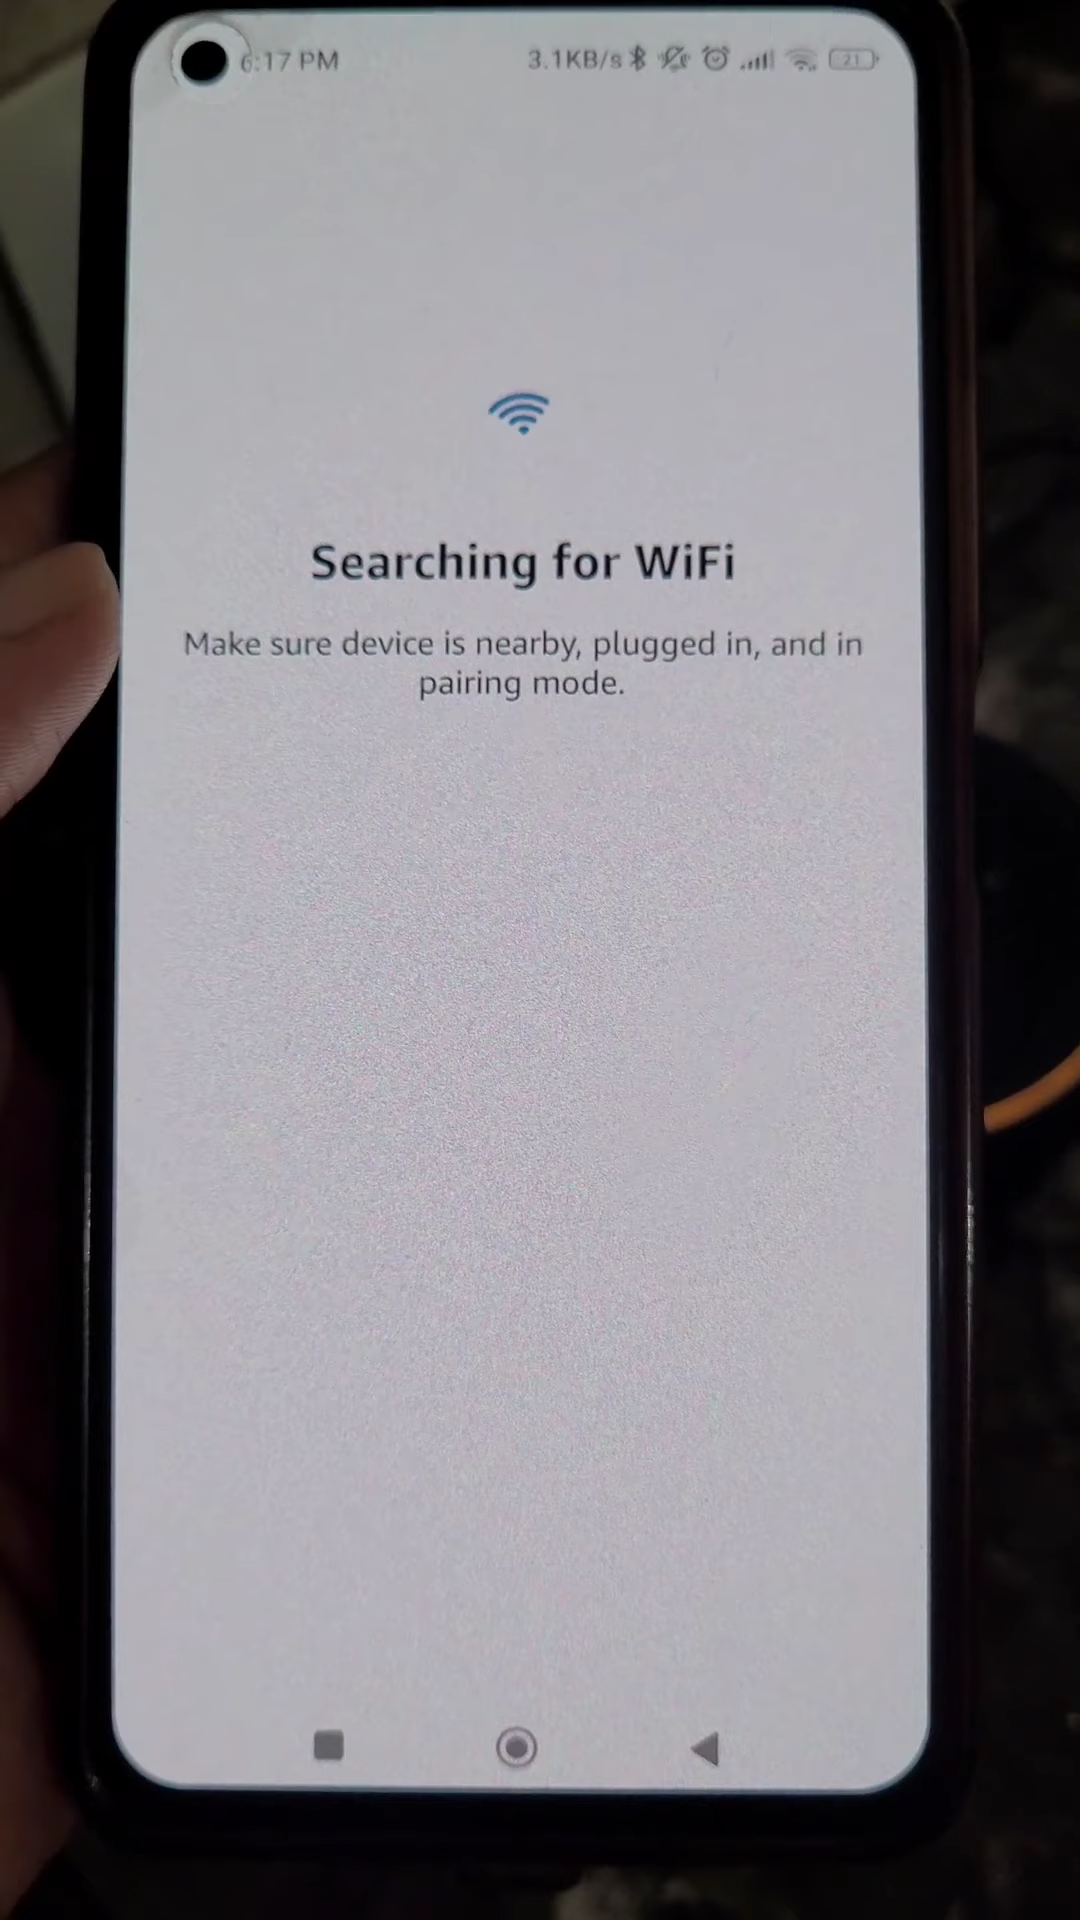 6:17 PM 3.1KB/s 21
Searching for WiFi
Make sure device is nearby, plugged in, and in
pairing mode.